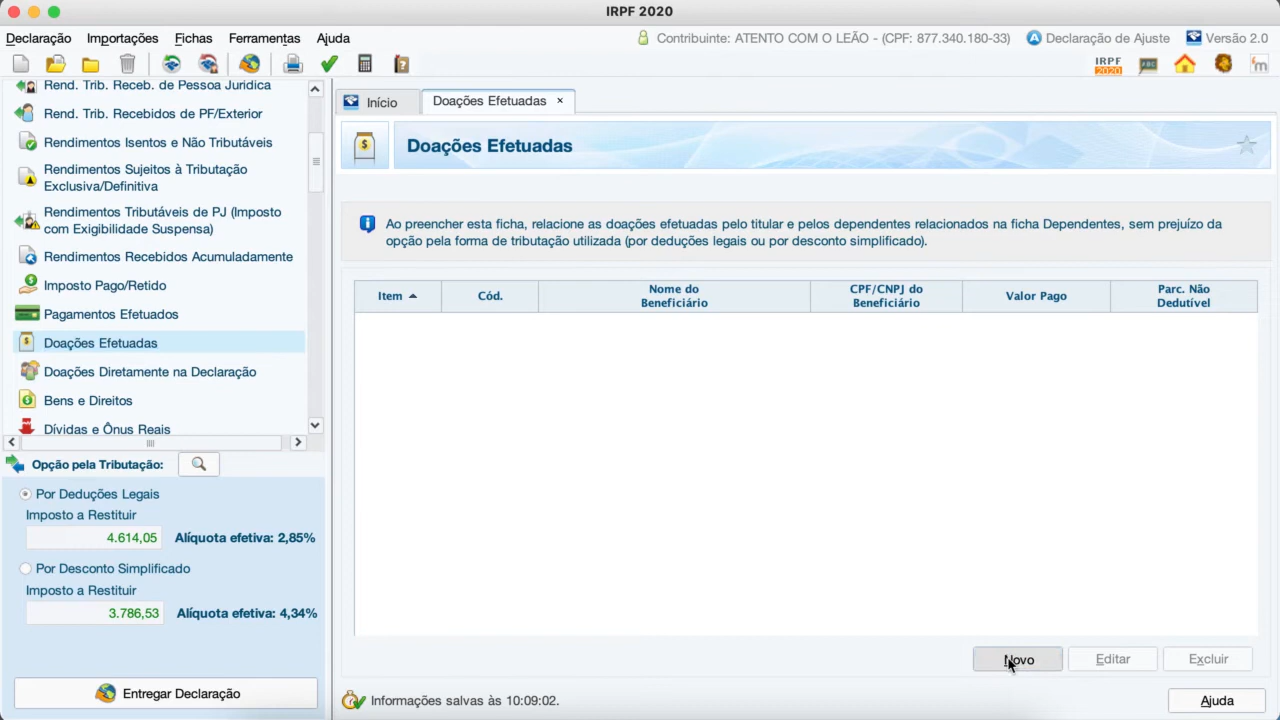 IRPF 2020
Declaração Importações Fichas Ferramentas Ajuda
Contribuinte: ATENTO COM O LEÃO - (CPF: 877.340.180-33) Declaração de Ajuste Versão 2.0
IRPF
2020
ABC
Rend. Trib. Receb. de Pessoa Jurídica
Rend. Trib. Recebidos de PF/Exterior
Rendimentos Isentos e Não Tributáveis
Rendimentos Sujeitos à Tributação
Exclusiva/Definitiva
Rendimentos Tributáveis de PJ (Imposto
com Exigibilidade Suspensa)
Rendimentos Recebidos Acumuladamente
Imposto Pago/Retido
Pagamentos Efetuados
Doações Efetuadas
Doações Diretamente na Declaração
Bens e Direitos
Dívidas e Ônus Reais
Opção pela Tributação:
Por Deduções Legais
Imposto a Restituir
4.614,05 Alíquota efetiva: 2,85%
Por Desconto Simplificado
Imposto a Restituir
3.786,53 Alíquota efetiva: 4,34%
Entregar Declaração
Início Doações Efetuadas ×
Doações Efetuadas
Ao preencher esta ficha, relacione as doações efetuadas pelo titular e pelos dependentes relacionados na ficha Dependentes, sem prejuízo da
opção pela forma de tributação utilizada (por deduções legais ou por desconto simplificado).
Item Cód. Nome do Beneficiário CPF/CNPJ do Beneficiário Valor Pago Parc. Não Dedutível
Novo Editar Excluir
Informações salvas às 10:09:02.
Ajuda